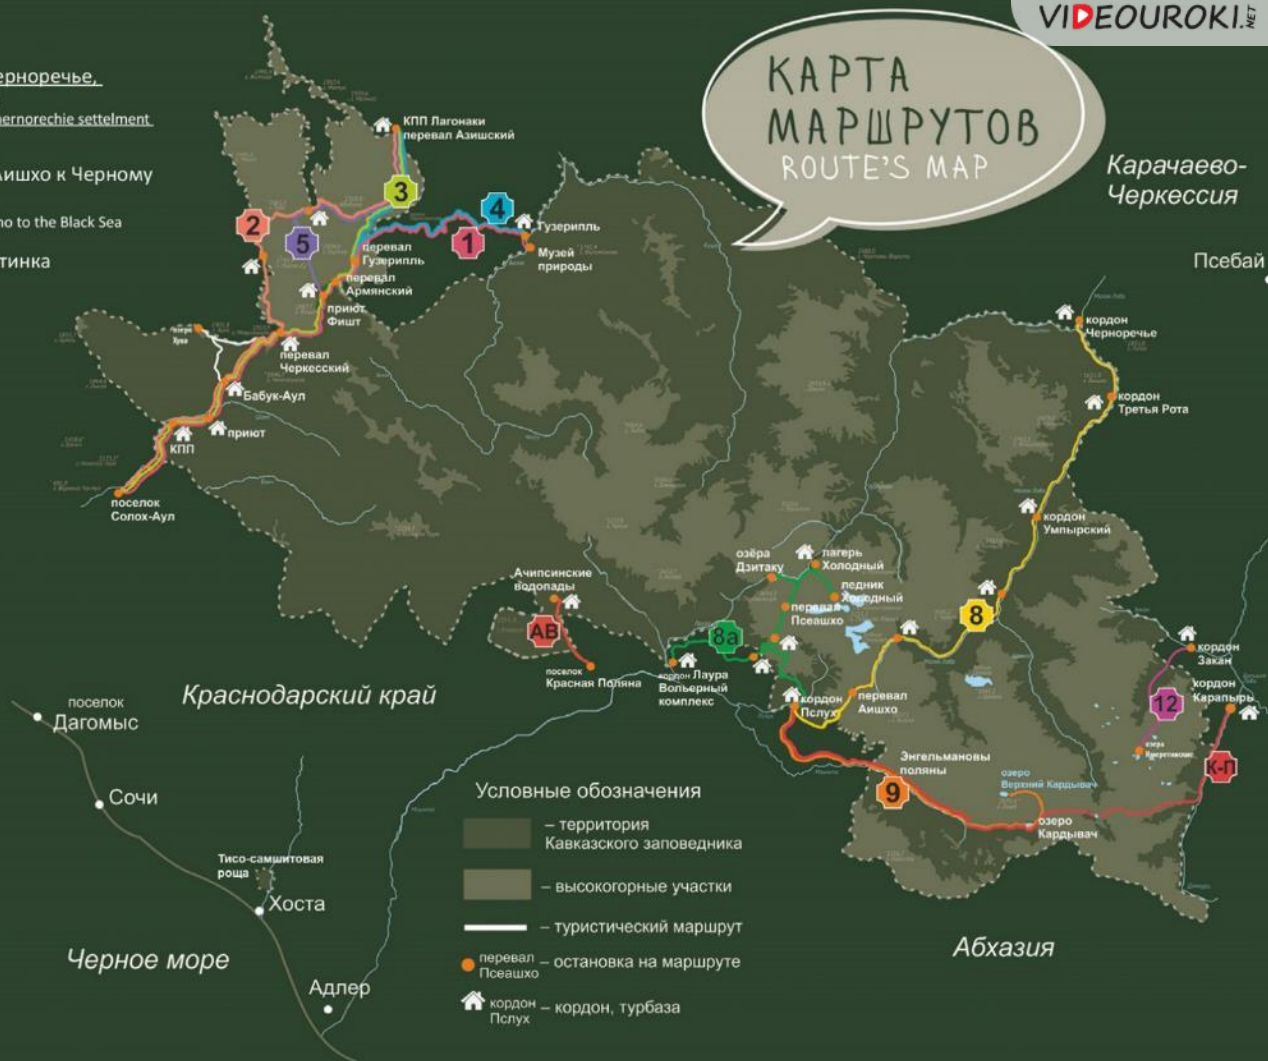 VIDEOUROKI.NET
КАРТА
МАРШРУТОВ
ROUTE'S MAP
ерноречье,
ernorechie settelment
Аишхо к Черному
ho to the Black Sea
тинка
Карачаево-
Черкессия
Псебай
КПП Лагонаки
перевал Азишский
3
4
2
5
1
Гузерипль
Музей
природы
перевал
Гузерипль
перевал
Армянский
приют
Фишт
перевал
Черкесский
Бабук-Аул
приют
КПП
поселок
Солох-Аул
кордон
Черноречье
кордон
Третья Рота
кордон
Умпырский
озёра
Дзитаку
лагерь
Холодный
ледник
Холодный
перевал
Псеашхо
Ачипсинские
водопады
АВ
поселок
Красная Поляна
8а
кордон Лаура
Вольерный
комплекс
8
кордон
Пслух
перевал
Аишхо
кордон
Закан
кордон
Карапырь
12
К-П
Энгельмановы
поляны
9
озеро
Верхний Кардывач
озеро
Кардывач
Краснодарский край
поселок
Дагомыс
Сочи
Тисо-самшитовая
роща
Хоста
Черное море
Адлер
Абхазия
Условные обозначения
– территория
Кавказского заповедника
– высокогорные участки
– туристический маршрут
перевал
Псеашхо
– остановка на маршруте
кордон
Пслух
– кордон, турбаза